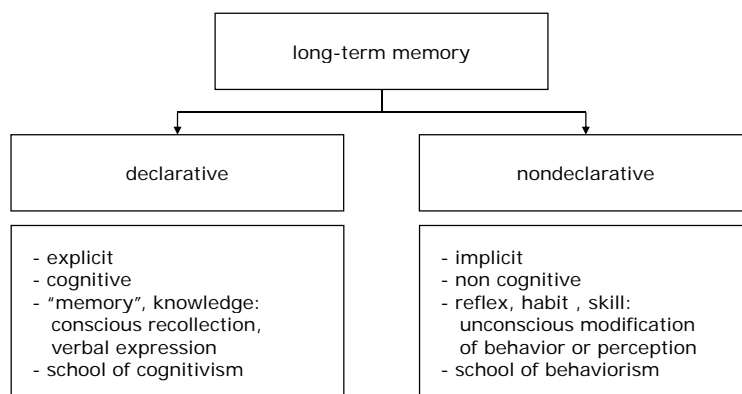 long-term memory
declarative
nondeclarative
- explicit
- cognitive
- “memory”, knowledge:
conscious recollection,
verbal expression
- school of cognitivism
- implicit
- non cognitive
- reflex, habit , skill:
unconscious modification
of behavior or perception
- school of behaviorism